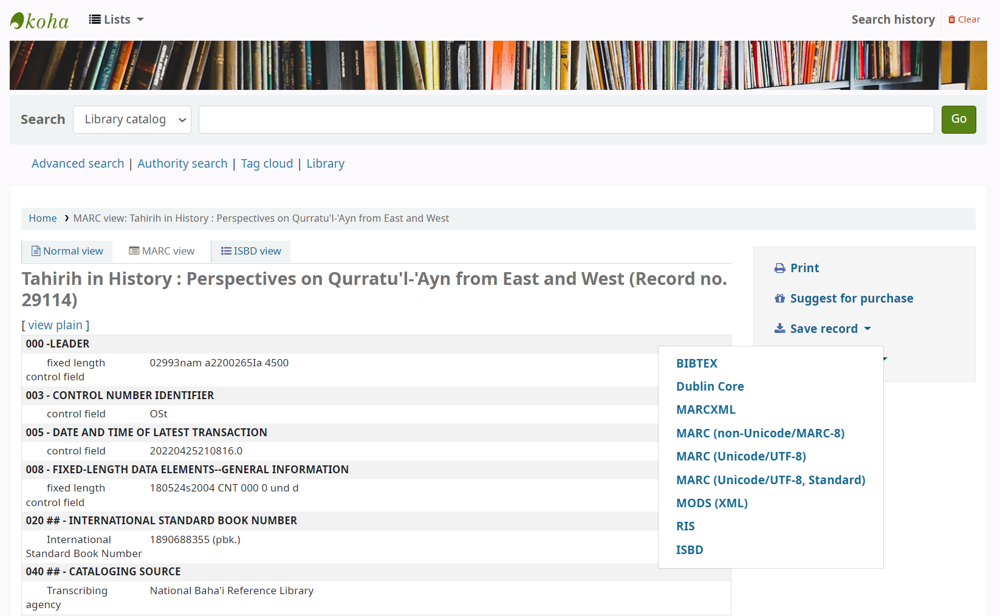 koha
Lists
Search history
Clear
Search
Library catalog
Go
Advanced search | Authority search | Tag cloud | Library
Home
MARC view: Tahirih in History : Perspectives on Qurratu'l-'Ayn from East and West
Normal view
MARC view
ISBD view
Tahirih in History : Perspectives on Qurratu'l-'Ayn from East and West (Record no.
29114)
[ view plain ]
000 -LEADER
fixed length
control field
02993nam a2200265Ia 4500
003 - CONTROL NUMBER IDENTIFIER
control field
OSt
005 - DATE AND TIME OF LATEST TRANSACTION
control field
20220425210816.0
008 - FIXED-LENGTH DATA ELEMENTS--GENERAL INFORMATION
fixed length
control field
180524s2004 CNT 000 0 und d
020 ## - INTERNATIONAL STANDARD BOOK NUMBER
International
Standard Book Number
1890688355 (pbk.)
040 ## - CATALOGING SOURCE
Transcribing
agency
National Baha'i Reference Library
Print
Suggest for purchase
Save record
BIBTEX
Dublin Core
MARCXML
MARC (non-Unicode/MARC-8)
MARC (Unicode/UTF-8)
MARC (Unicode/UTF-8, Standard)
MODS (XML)
RIS
ISBD